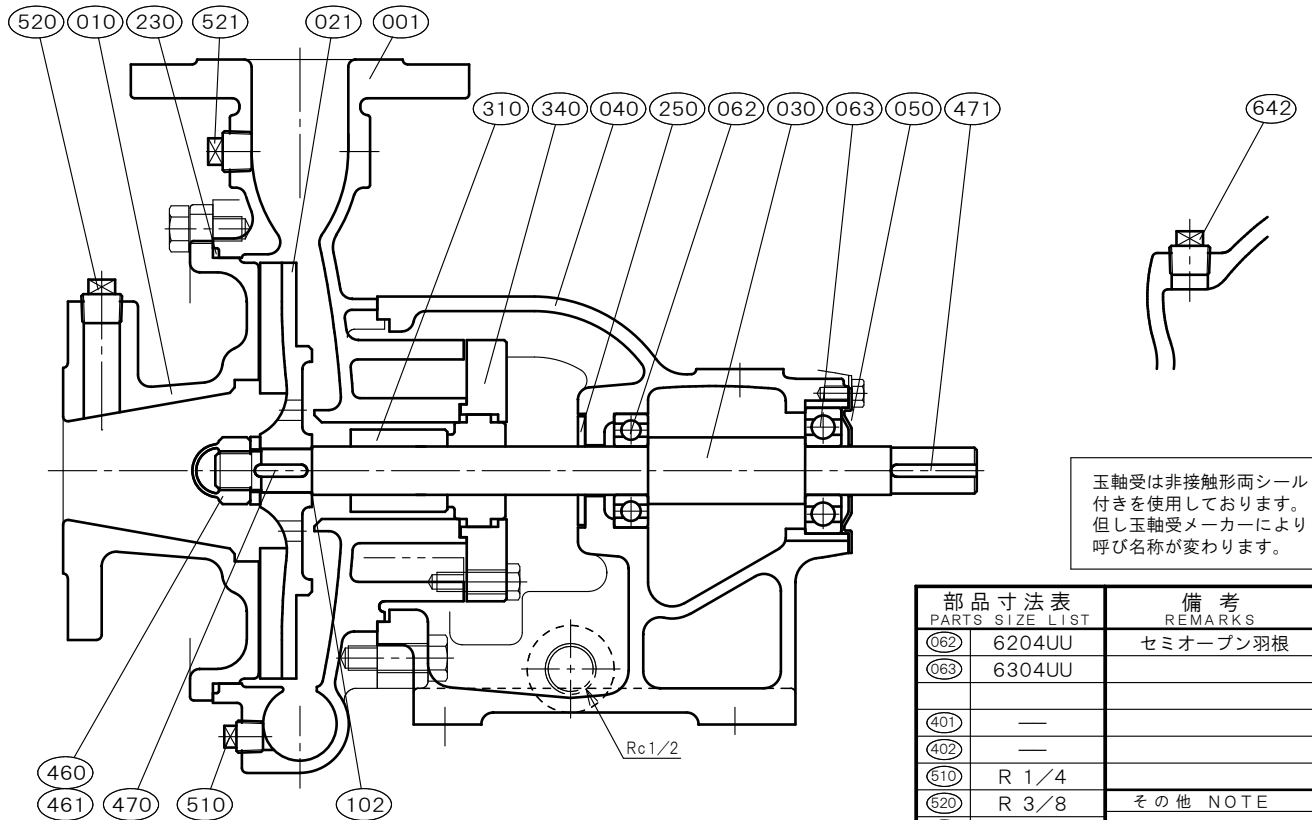 520 010 230 521 021 001
310 340 040 250 062 030 063 050 471
642
玉軸受は非接触形両シール
付きを使用しております。
但し玉軸受メーカーにより
呼び名称が変わります。
部品寸法表 備考
PARTS SIZE LIST REMARKS
062 6204UU セミオープン羽根
063 6304UU
401 —
402 —
510 R 1/4
520 R 3/8 その他 NOTE
Rc1/2
460
461 470 510 102